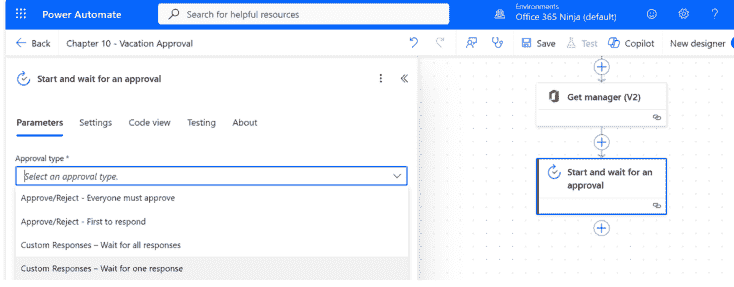 Power Automate
Search for helpful resources
Environments
Office 365 Ninja (default)
?
Back
Chapter 10 - Vacation Approval
Save
Test
Copilot
New designer
Start and wait for an approval
Parameters
Settings
Code view
Testing
About
Approval type *
Select an approval type.
Approve/Reject - Everyone must approve
Approve/Reject - First to respond
Custom Responses – Wait for all responses
Custom Responses – Wait for one response
Get manager (V2)
Start and wait for an
approval